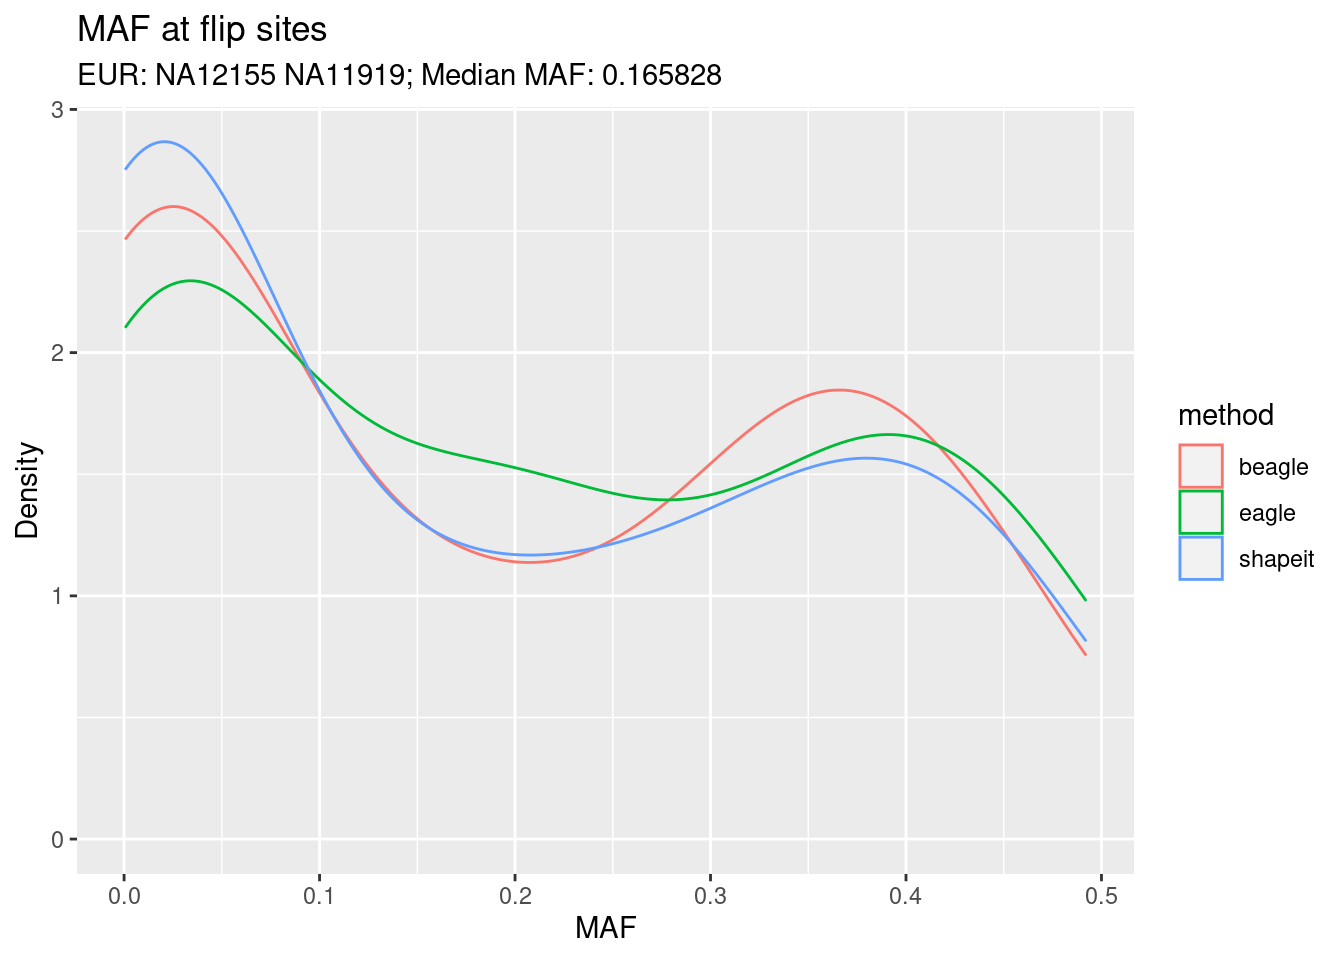 MAF at flip sites
EUR: NA12155 NA11919; Median MAF: 0.165828
3
2
1
0
Density
0.0 0.1 0.2 0.3 0.4 0.5
MAF
method
beagle
eagle
shapeit